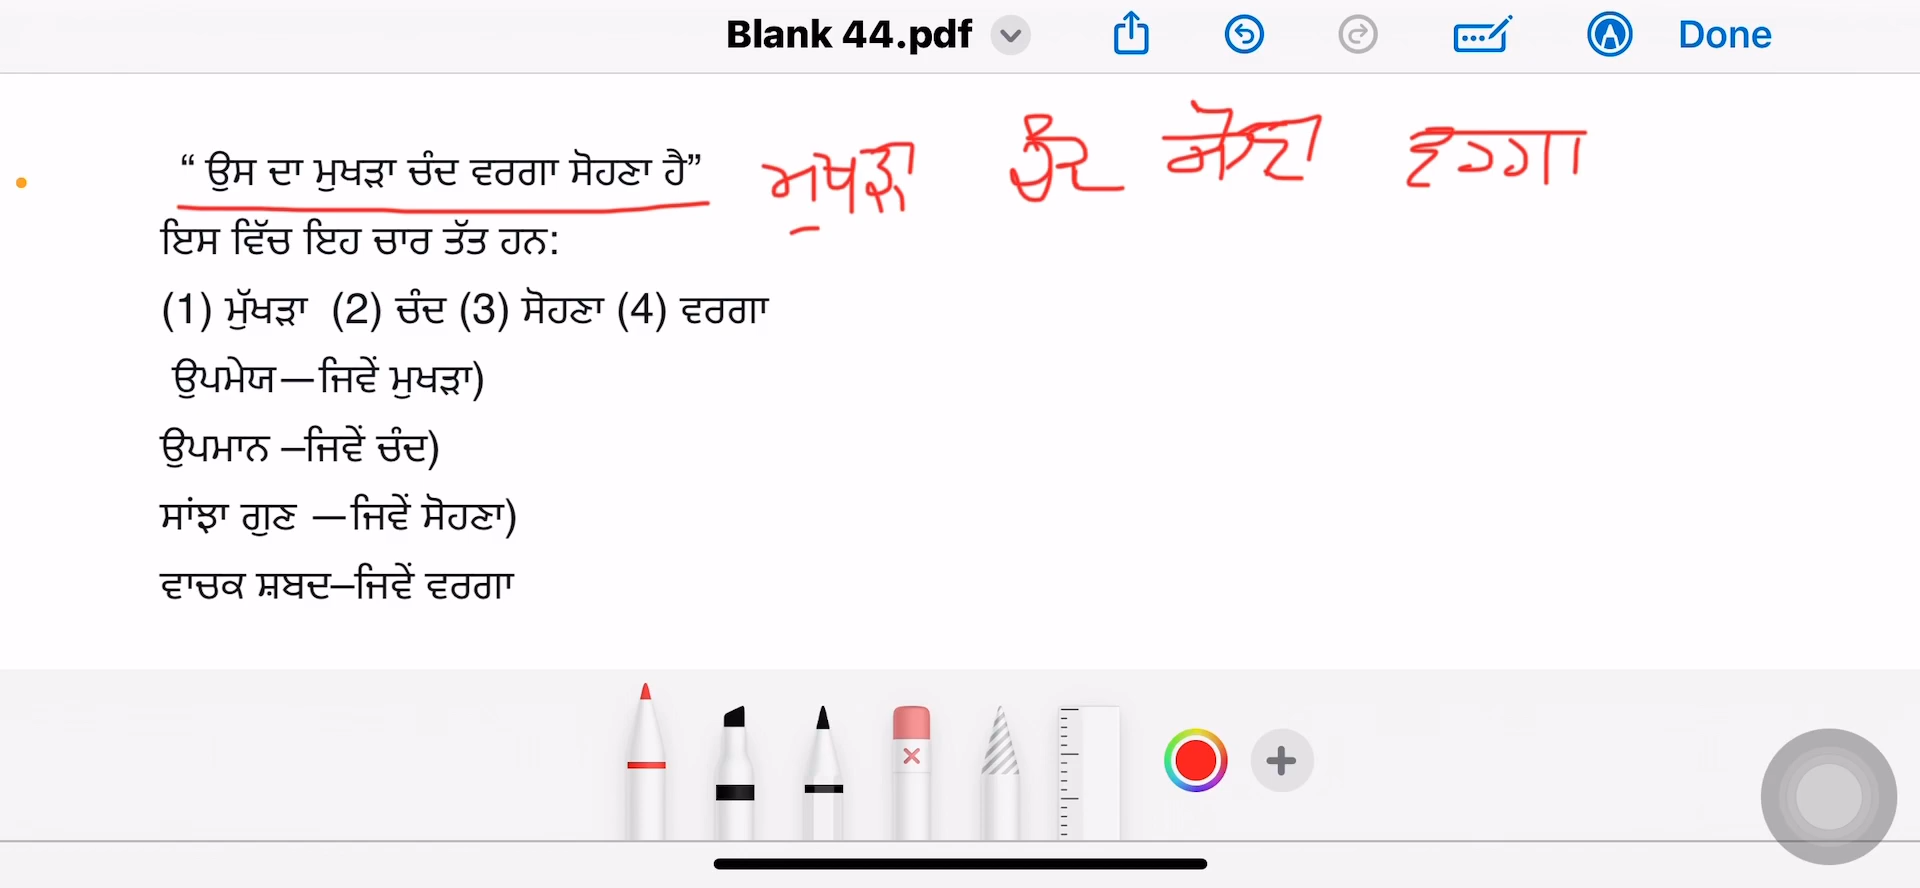 Blank 44.pdf
Done
“ ਉਸ ਦਾ ਮੁਖੜਾ ਚੰਦ ਵਰਗਾ ਸੋਹਣਾ ਹੈ” ਮੁਖੜਾ ਚੰਦ ਸੋਹਣਾ ਵਰਗਾ
ਇਸ ਵਿੱਚ ਇਹ ਚਾਰ ਤੱਤ ਹਨ:
(1) ਮੁੱਖੜਾ (2) ਚੰਦ (3) ਸੋਹਣਾ (4) ਵਰਗਾ
ਉਪਮੇਯ—ਜਿਵੇਂ ਮੁਖੜਾ)
ਉਪਮਾਨ –ਜਿਵੇਂ ਚੰਦ)
ਸਾਂਝਾ ਗੁਣ —ਜਿਵੇਂ ਸੋਹਣਾ)
ਵਾਚਕ ਸ਼ਬਦ–ਜਿਵੇਂ ਵਰਗਾ